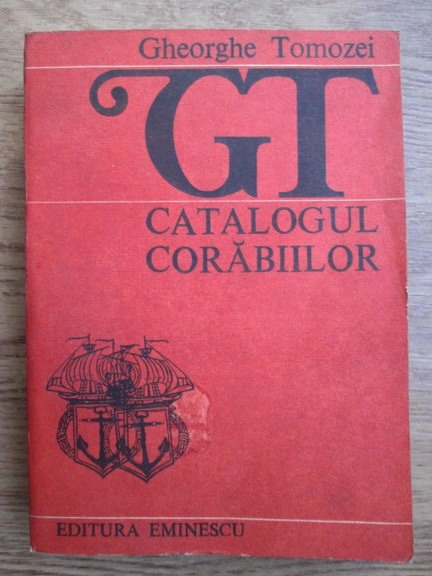 Gheorghe Tomozei
GT
CATALOGUL
CORĂBIILOR
EDITURA EMINESCU